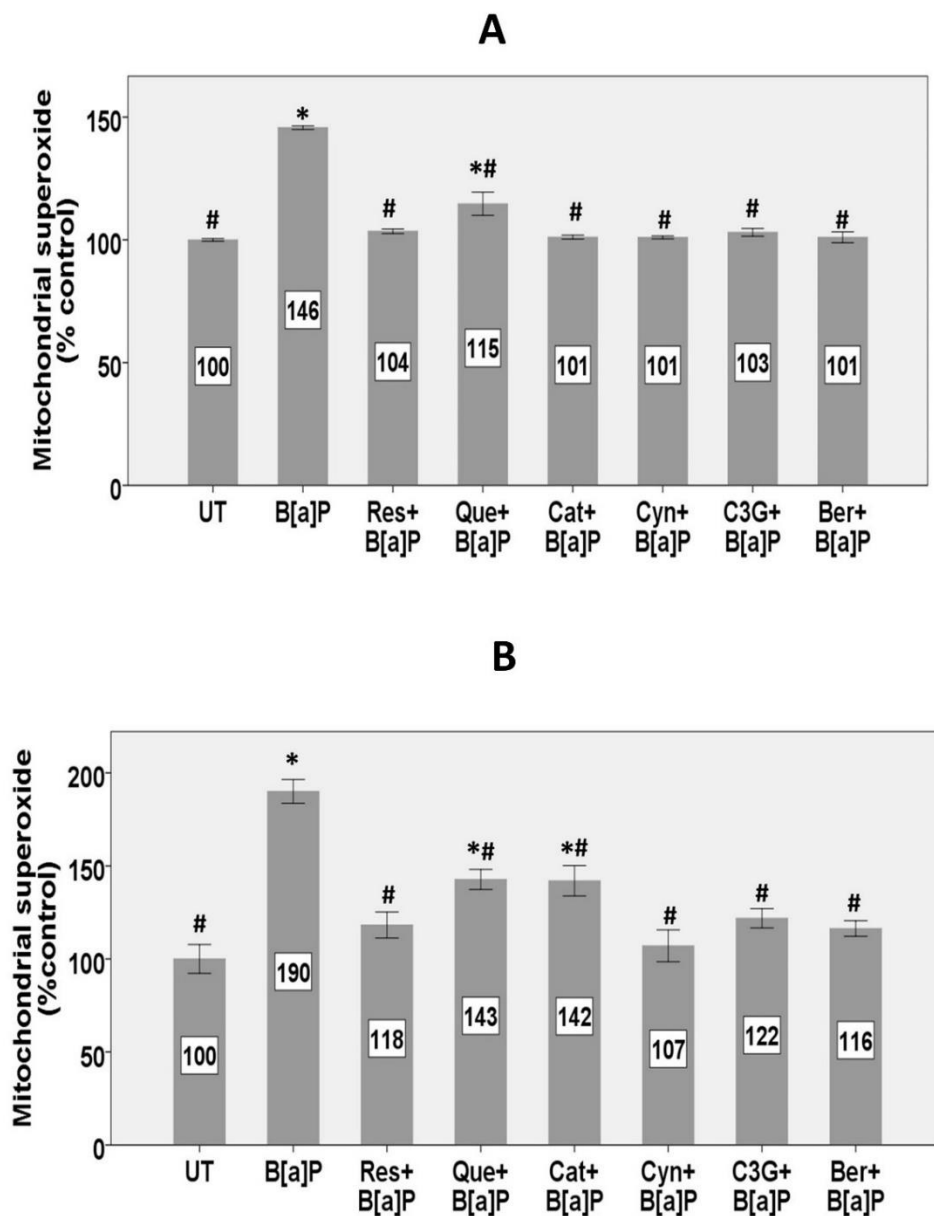 A
Mitochondrial superoxide
(% control)
150
100
50
0
*
#
#
*#
#
#
#
#
100
146
104
115
101
101
103
101
UT
B[a]P
Res+
B[a]P
Que+
B[a]P
Cat+
B[a]P
Cyn+
B[a]P
C3G+
B[a]P
Ber+
B[a]P
B
Mitochondrial superoxide
(%control)
200
150
100
50
0
#
*
#
*#
*#
#
#
#
100
190
118
143
142
107
122
116
UT
B[a]P
Res+
B[a]P
Que+
B[a]P
Cat+
B[a]P
Cyn+
B[a]P
C3G+
B[a]P
Ber+
B[a]P